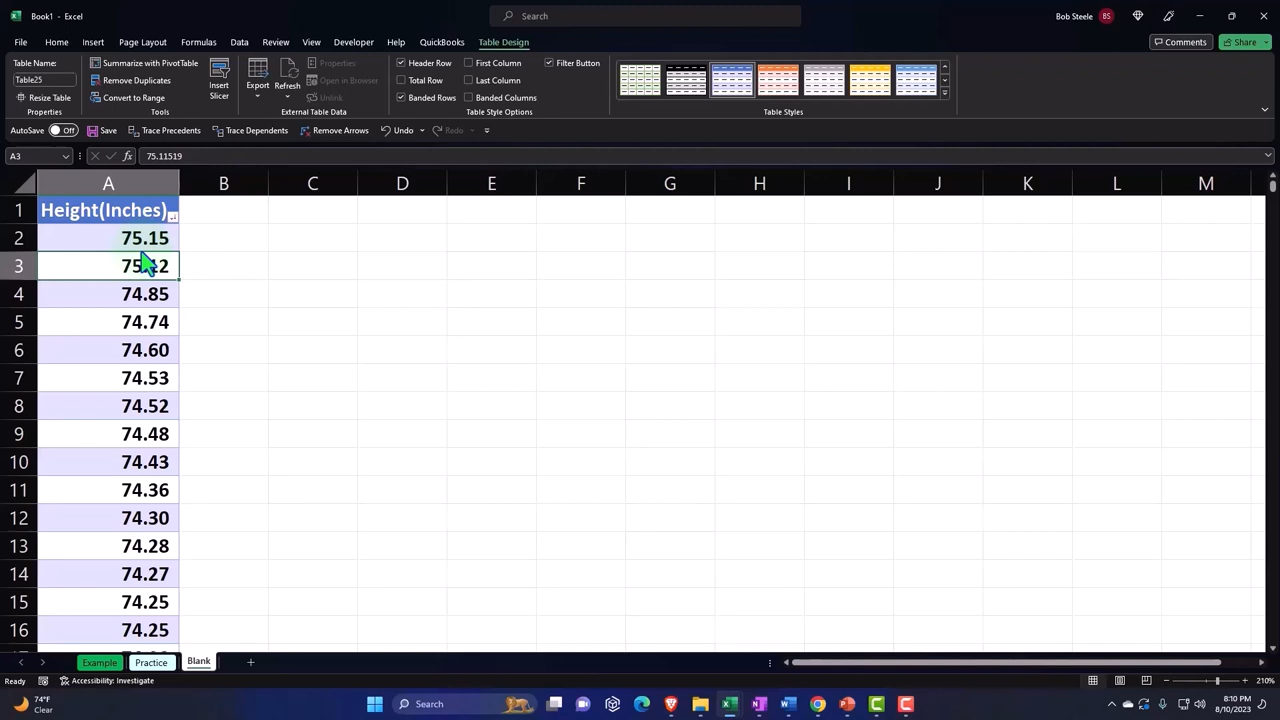 Book1 - Excel
Search
Bob Steele
BS
File
Home
Insert
Page Layout
Formulas
Data
Review
View
Developer
Help
QuickBooks
Table Design
Comments
Share
Table Name:
Table25
Resize Table
Properties
Summarize with PivotTable
Remove Duplicates
Convert to Range
Tools
Insert
Slicer
Export
Refresh
Properties
Open in Browser
Unlink
External Table Data
Header Row
Total Row
Banded Rows
First Column
Last Column
Banded Columns
Filter Button
Table Style Options
Table Styles
AutoSave
Off
Save
Trace Precedents
Trace Dependents
Remove Arrows
Undo
Redo
A3
fx
75.11519
A B C D E F G H I J K L M
1 Height(Inches)
2 75.15
3
4 74.85
5 74.74
6 74.60
7 74.53
8 74.52
9 74.48
10 74.43
11 74.36
12 74.30
13 74.28
14 74.27
15 74.25
16 74.25
Example
Practice
Blank
Ready
Accessibility: Investigate
210%
74°F
Clear
Search
8:10 PM
8/10/2023